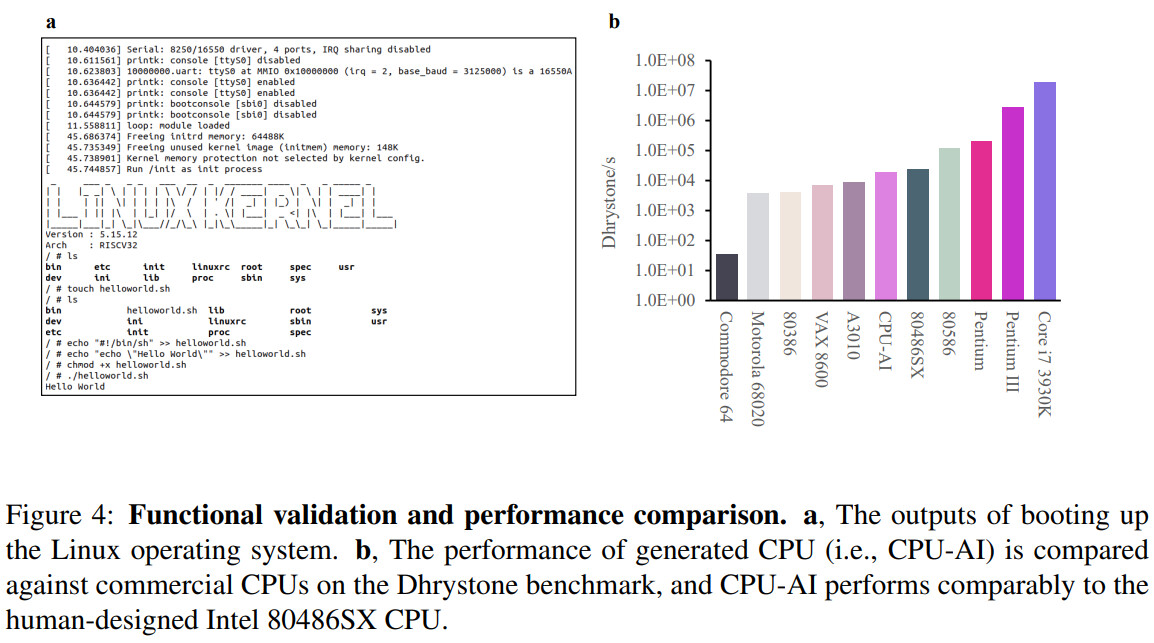 a
[   10.404036] Serial: 8250/16550 driver, 4 ports, IRQ sharing disabled
[   10.611561] printk: console [ttyS0] disabled
[   10.623803] 10000000.uart: ttyS0 at MMIO 0x10000000 (irq = 2, base_baud = 3125000) is a 16550A
[   10.636442] printk: console [ttyS0] enabled
[   10.636442] printk: console [ttyS0] enabled
[   10.644579] printk: bootconsole [sbi0] disabled
[   10.644579] printk: bootconsole [sbi0] disabled
[   11.558811] loop: module loaded
[   45.686374] Freeing initrd memory: 64488K
[   45.735349] Freeing unused kernel image (initmem) memory: 148K
[   45.738901] Kernel memory protection not selected by kernel config.
[   45.744857] Run /init as init process
LINUX KERNEL
Version : 5.15.12
Arch    : RISCV32
/ # ls
bin      etc      init     linuxrc  root     spec     usr
dev      ini      lib      proc     sbin     sys
/ # touch helloworld.sh
/ # ls
bin            helloworld.sh  lib            root           sys
dev            ini            linuxrc        sbin           usr
etc            init           proc           spec
/ # echo "#!/bin/sh" >> helloworld.sh
/ # echo "echo \"Hello World\"" >> helloworld.sh
/ # chmod +x helloworld.sh
/ # ./helloworld.sh
Hello World
b
Dhrystone/s
1.0E+08
1.0E+07
1.0E+06
1.0E+05
1.0E+04
1.0E+03
1.0E+02
1.0E+01
1.0E+00
Commodore 64
Motorola 68020
80386
VAX 8600
A3010
CPU-AI
80486SX
80586
Pentium
Pentium III
Core i7 3930K
Figure 4: Functional validation and performance comparison. a, The outputs of booting up
the Linux operating system. b, The performance of generated CPU (i.e., CPU-AI) is compared
against commercial CPUs on the Dhrystone benchmark, and CPU-AI performs comparably to the
human-designed Intel 80486SX CPU.